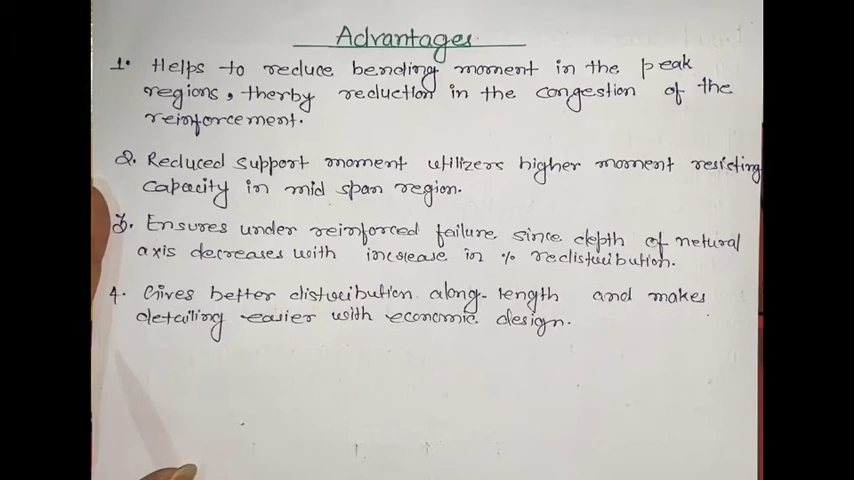 Advantages
1. Helps to reduce bending moment in the peak
regions, therby reduction in the congestion of the
reinforcement.
2. Reduced support moment utilizers higher moment resisting
capacity in mid span region.
3. Ensures under reinforced failure since depth of netural
axis decreases with increase in % redistribution.
4. Gives better distribution along-length and makes
detailing easier with economic design.